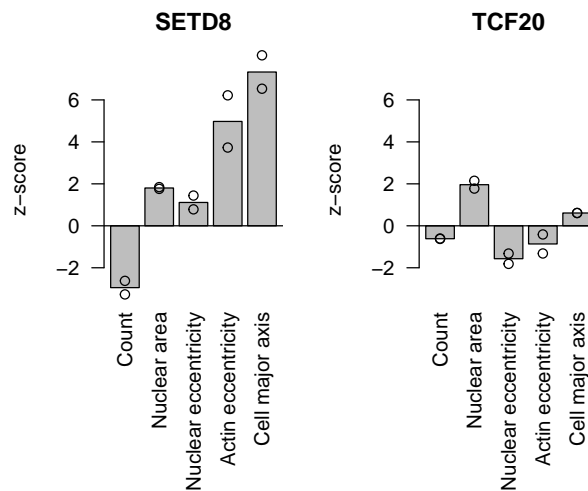 SETD8
z−score
6
4
2
0
−2
Count
Nuclear area
Nuclear eccentricity
Actin eccentricity
Cell major axis
TCF20
z−score
6
4
2
0
−2
Count
Nuclear area
Nuclear eccentricity
Actin eccentricity
Cell major axis